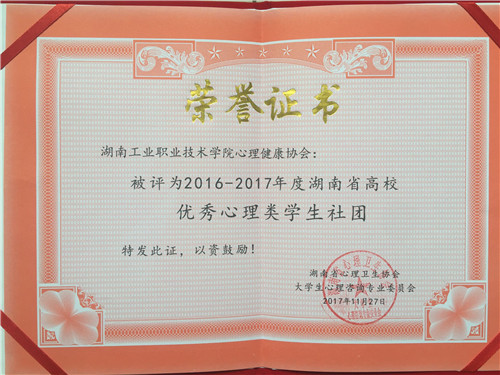 荣誉证书
湖南工业职业技术学院心理健康协会：
被评为2016-2017年度湖南省高校
优秀心理类学生社团
特发此证，以资鼓励！
湖南省心理卫生协会
大学生心理咨询专业委员会
2017年11月27日